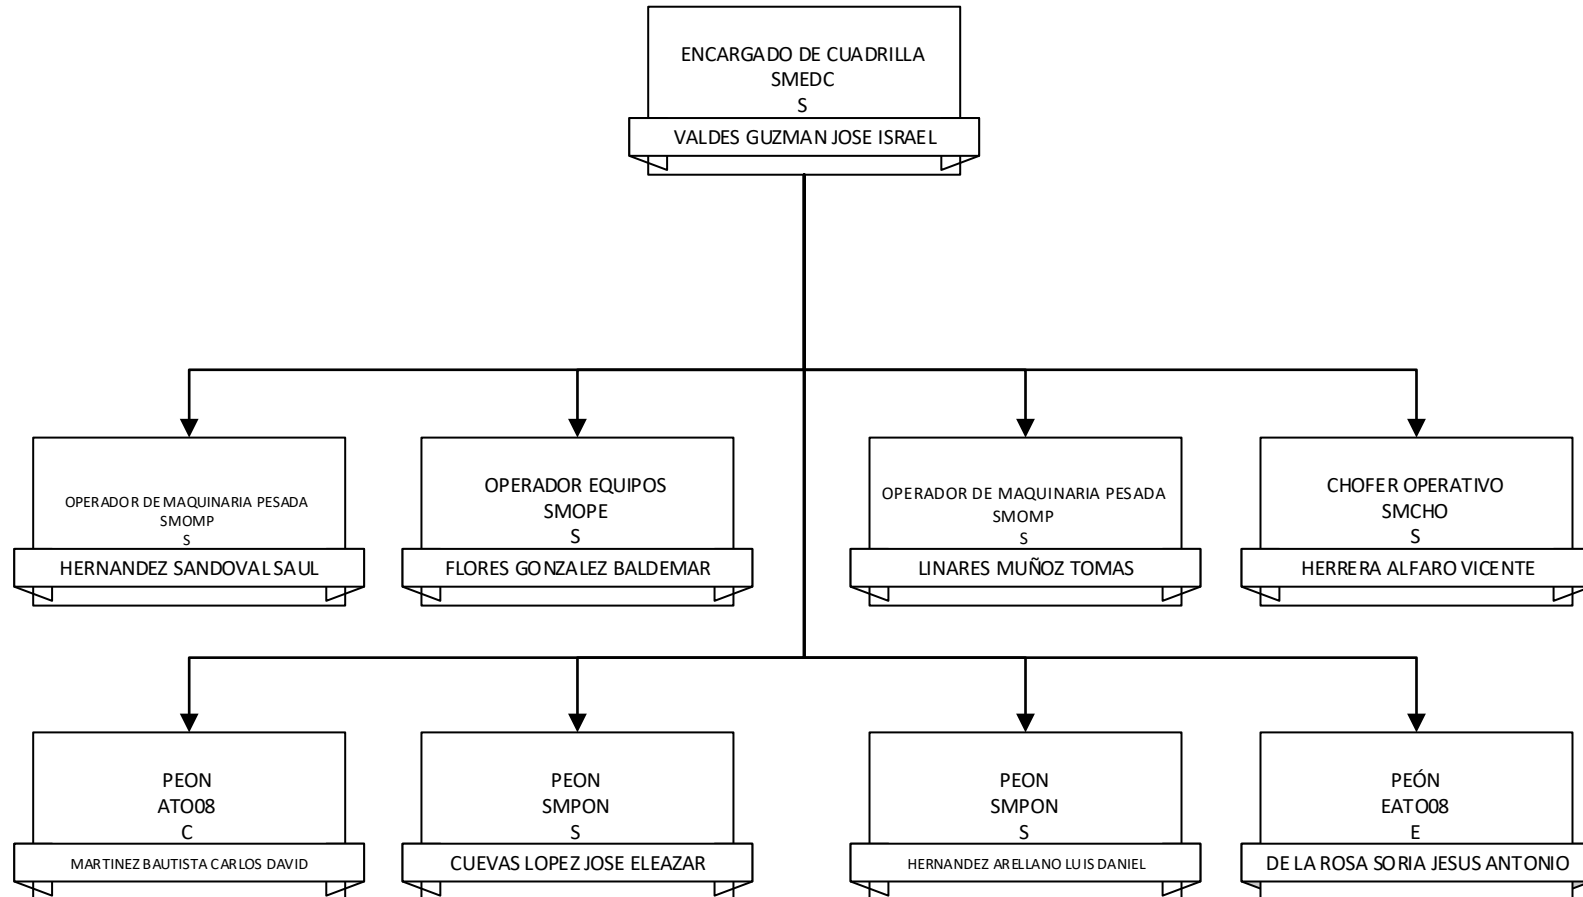 ENCARGADO DE CUADRILLA
SMEDC
S
VALDES GUZMAN JOSE ISRAEL
OPERADOR DE MAQUINARIA PESADA
SMOMP
S
HERNANDEZ SANDOVAL SAUL
OPERADOR EQUIPOS
SMOPE
S
FLORES GONZALEZ BALDEMAR
OPERADOR DE MAQUINARIA PESADA
SMOMP
S
LINARES MUÑOZ TOMAS
CHOFER OPERATIVO
SMCHO
S
HERRERA ALFARO VICENTE
PEON
ATO08
C
MARTINEZ BAUTISTA CARLOS DAVID
PEON
SMPON
S
CUEVAS LOPEZ JOSE ELEAZAR
PEON
SMPON
S
HERNANDEZ ARELLANO LUIS DANIEL
PEÓN
EATO08
E
DE LA ROSA SORIA JESUS ANTONIO